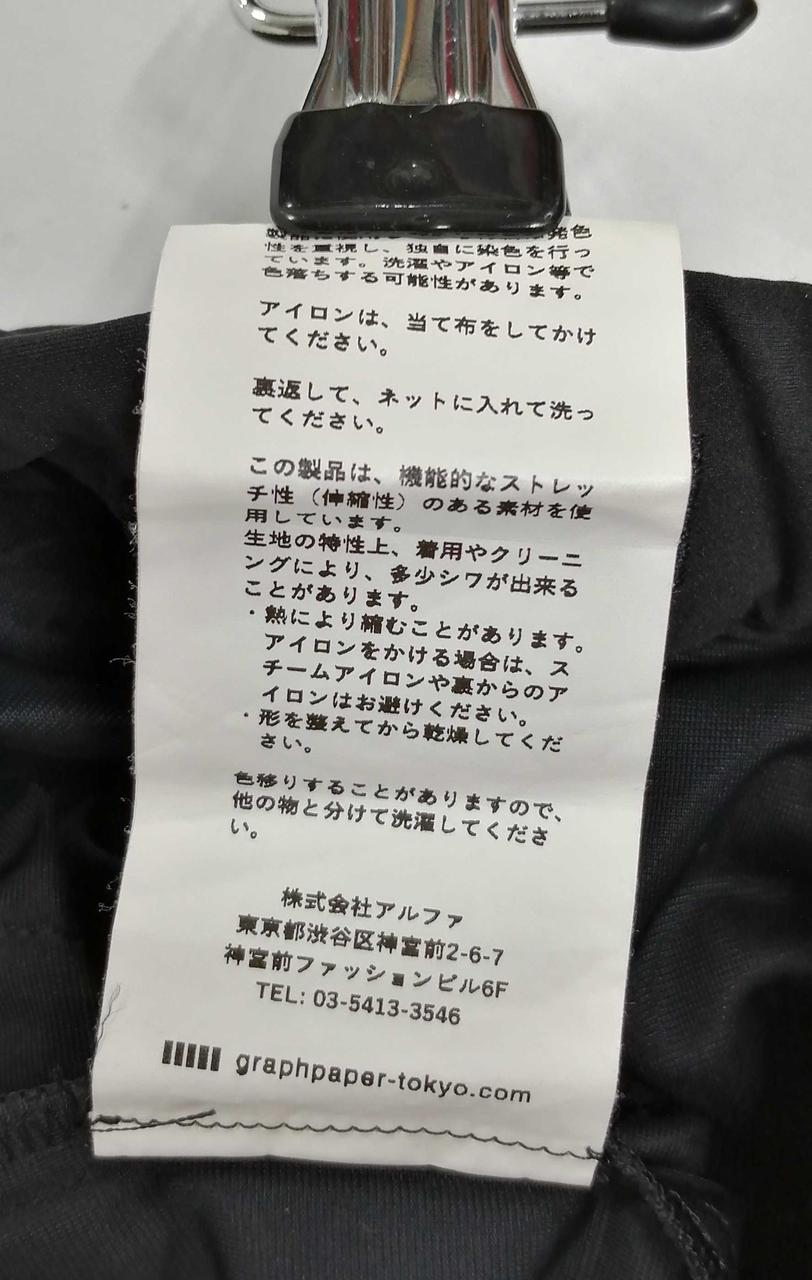 発色
性を重視し、独自に染色を行っ
ています。洗濯やアイロン等で
色落ちする可能性があります。
アイロンは、当て布をしてかけ
てください。
裏返して、ネットに入れて洗っ
てください。
この製品は、機能的なストレッ
チ性（伸縮性）のある素材を使
用しています。
生地の特性上、着用やクリーニ
ングにより、多少シワが出来る
ことがあります。
・熱により縮むことがあります。
アイロンをかける場合は、ス
チームアイロンや裏からのア
イロンはお避けください。
・形を整えてから乾燥してくだ
さい。
色移りすることがありますので、
他の物と分けて洗濯してくださ
い。
株式会社アルファ
東京都渋谷区神宮前2-6-7
神宮前ファッションビル6F
TEL: 03-5413-3546
graphpaper-tokyo.com